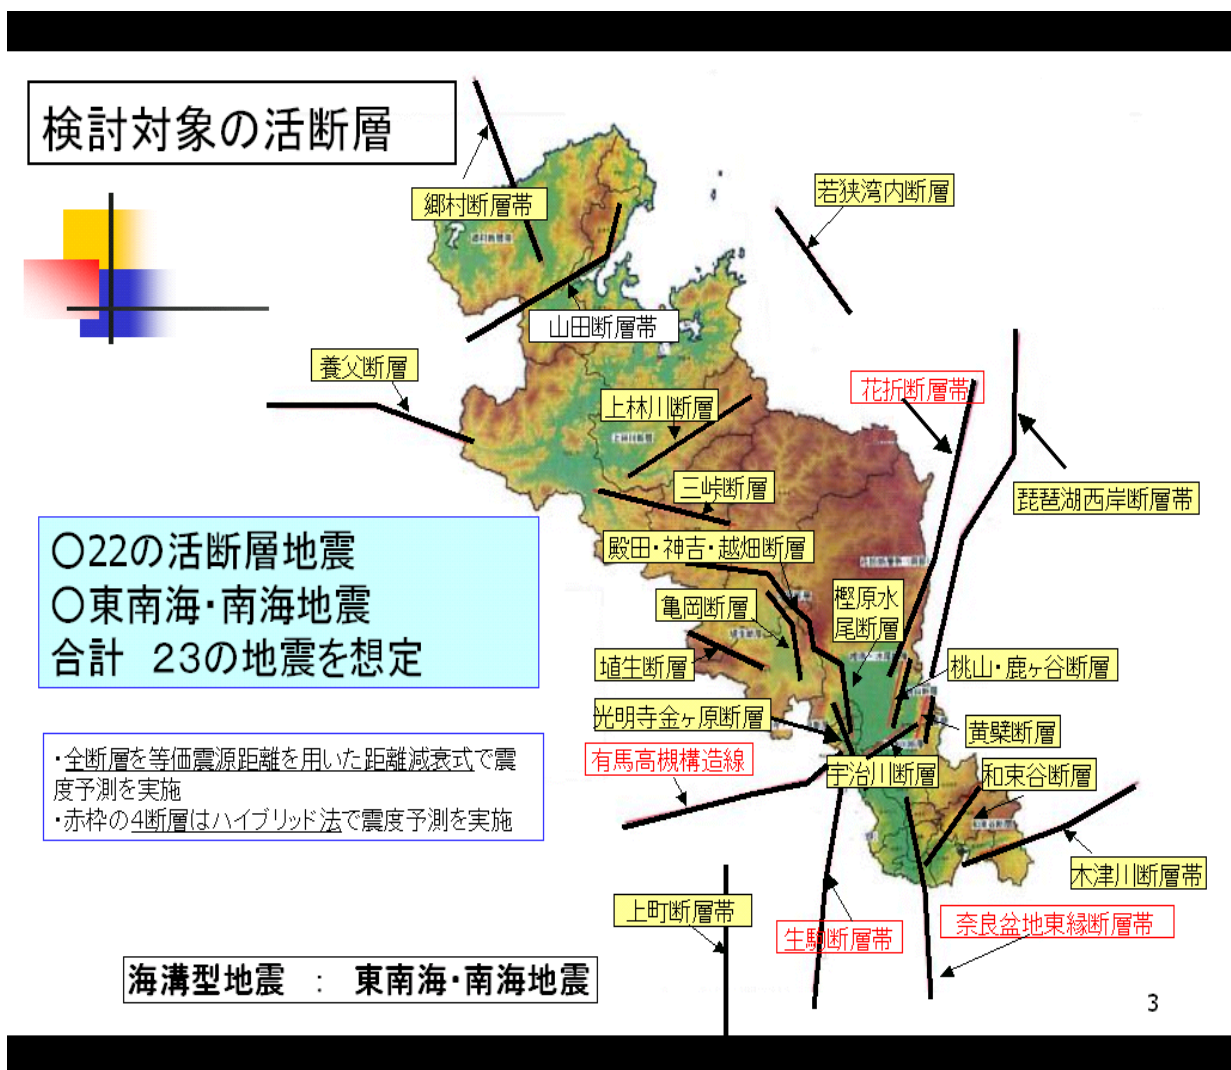 検討対象の活断層
郷村断層帯
若狭湾内断層
山田断層帯
養父断層
花折断層帯
上林川断層
三峠断層
琵琶湖西岸断層帯
○22の活断層地震
○東南海・南海地震
合計 23の地震を想定
殿田・神吉・越畑断層
亀岡断層
樫原水
尾断層
埴生断層
桃山・鹿ヶ谷断層
光明寺金ヶ原断層
黄檗断層
・全断層を等価震源距離を用いた距離減衰式で震
度予測を実施
・赤枠の4断層はハイブリッド法で震度予測を実施
有馬高槻構造線
宇治川断層
和束谷断層
木津川断層帯
上町断層帯
生駒断層帯
奈良盆地東縁断層帯
海溝型地震 : 東南海・南海地震
3